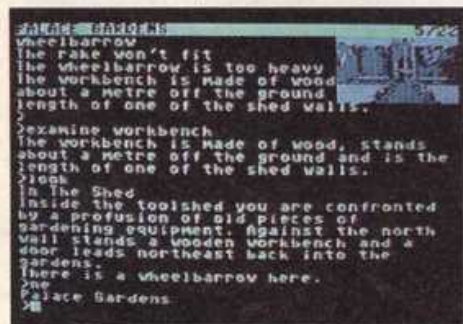 PALACE GARDENS 5/22
wheelbarrow
The rake won't fit
The wheelbarrow is too heavy
The workbench is made of wood
about a metre off the ground
length of one of the shed walls.
>
>examine workbench
The workbench is made of wood, stands
about a metre off the ground and is the
length of one of the shed walls.
>look
In The Shed
Inside the toolshed you are confronted
by a profusion of old pieces of
gardening equipment. Against the north
wall stands a wooden workbench and a
door leads northeast back into the
gardens.
There is a wheelbarrow here.
>ne
Palace Gardens
>